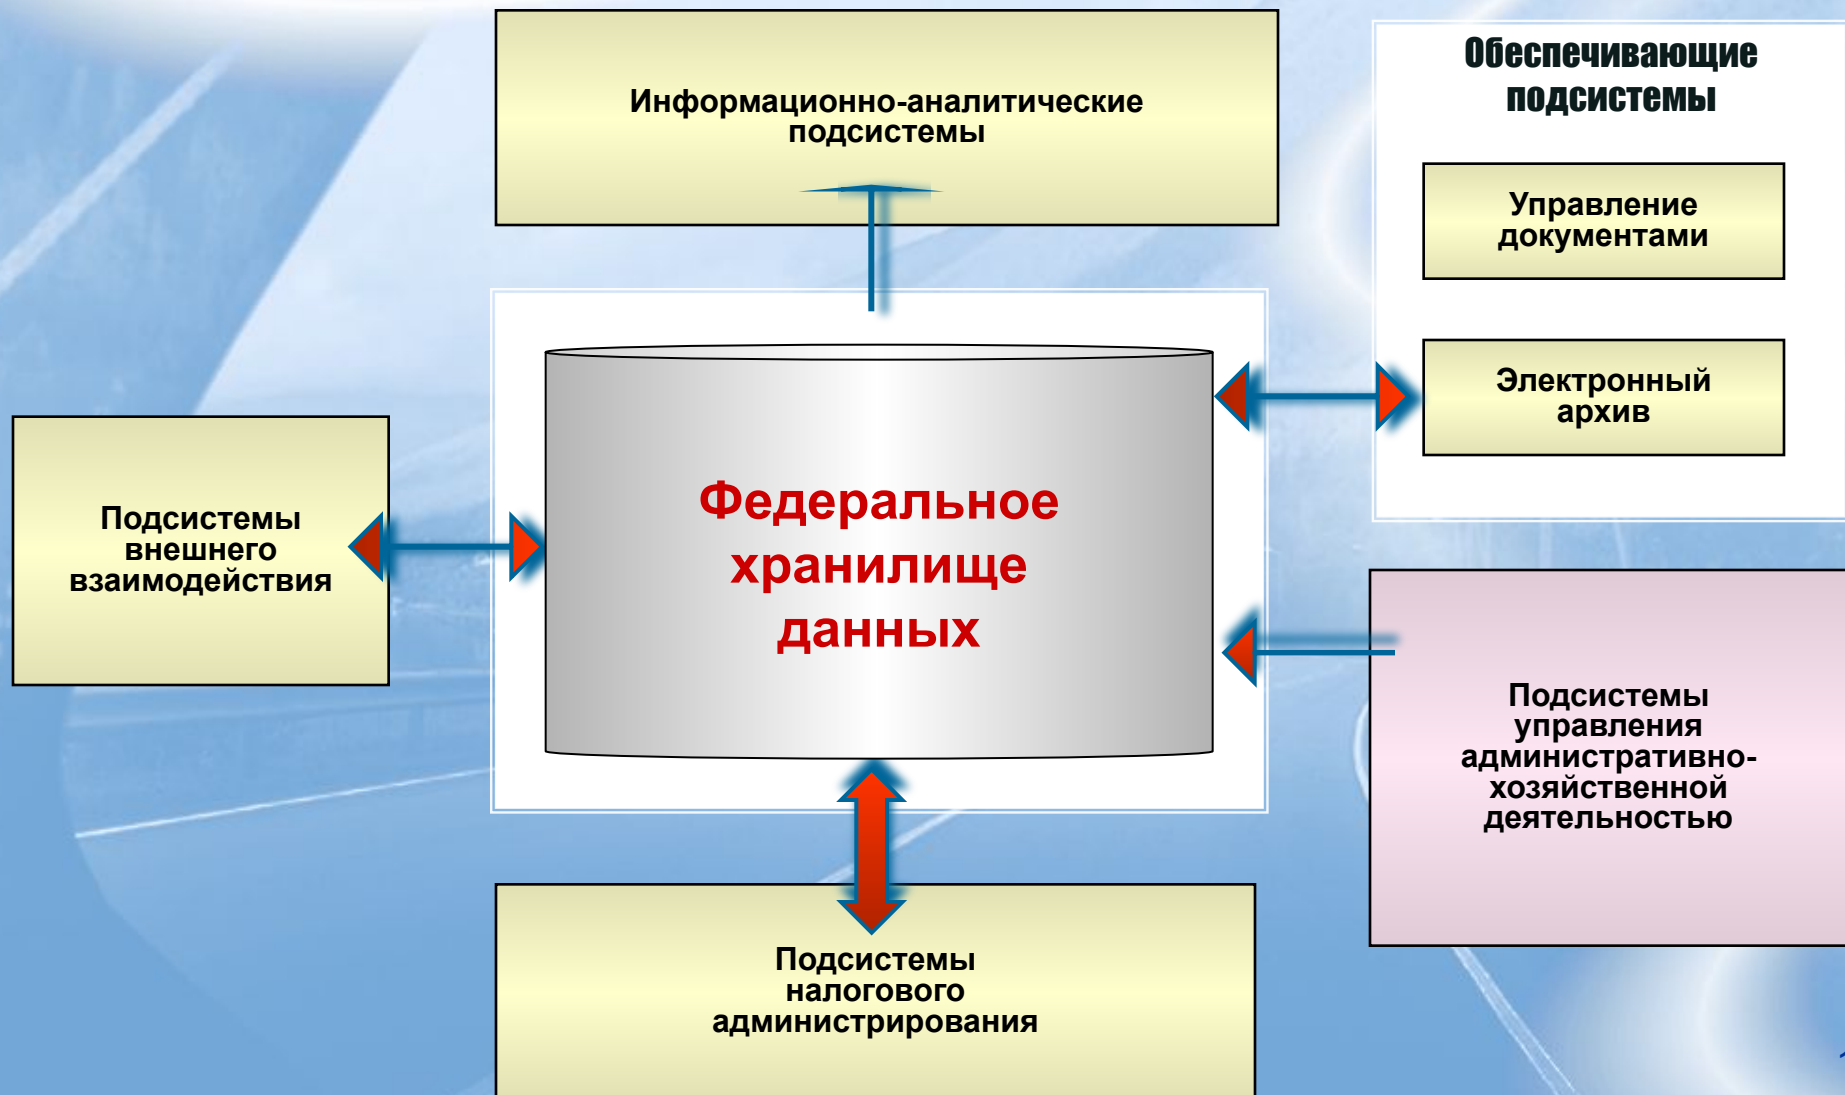 Информационно-аналитические
подсистемы
Обеспечивающие
подсистемы
Управление
документами
Электронный
архив
Подсистемы
внешнего
взаимодействия
Федеральное
хранилище
данных
Подсистемы
управления
административно-
хозяйственной
деятельностью
Подсистемы
налогового
администрирования